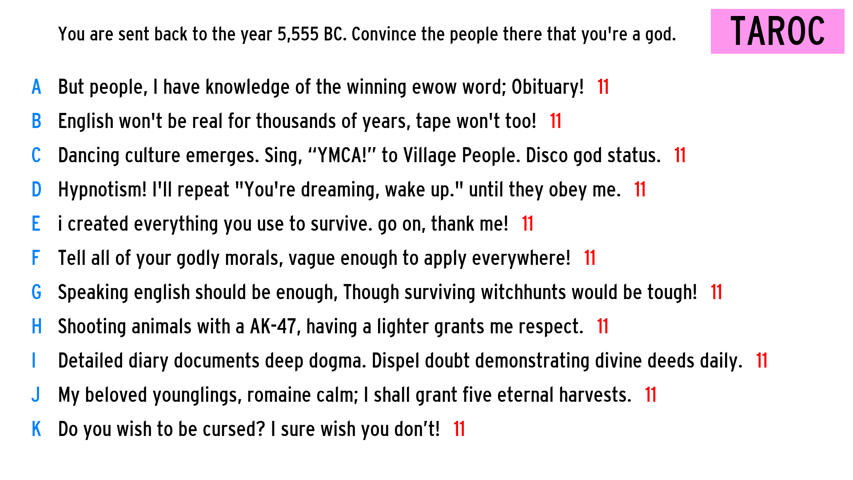 You are sent back to the year 5,555 BC. Convince the people there that you're a god.
TAROC
A But people, I have knowledge of the winning ewow word; Obituary! 11
B English won't be real for thousands of years, tape won't too! 11
C Dancing culture emerges. Sing, “YMCA!” to Village People. Disco god status. 11
D Hypnotism! I'll repeat "You're dreaming, wake up." until they obey me. 11
E i created everything you use to survive. go on, thank me! 11
F Tell all of your godly morals, vague enough to apply everywhere! 11
G Speaking english should be enough, Though surviving witchhunts would be tough! 11
H Shooting animals with a AK-47, having a lighter grants me respect. 11
I Detailed diary documents deep dogma. Dispel doubt demonstrating divine deeds daily. 11
J My beloved younglings, romaine calm; I shall grant five eternal harvests. 11
K Do you wish to be cursed? I sure wish you don’t! 11